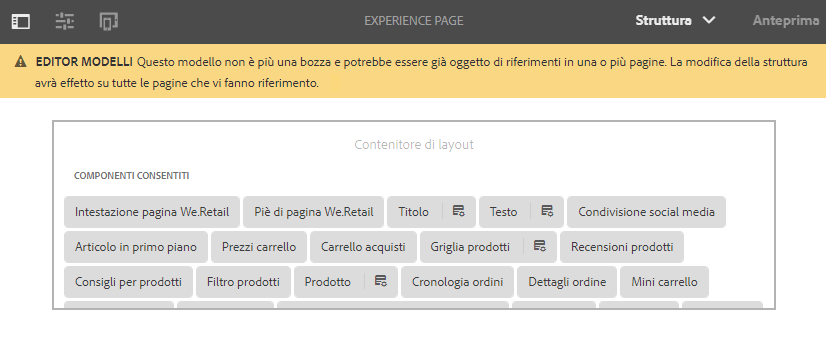 EXPERIENCE PAGE Struttura Anteprima
EDITOR MODELLI Questo modello non è più una bozza e potrebbe essere già oggetto di riferimenti in una o più pagine. La modifica della struttura
avrà effetto su tutte le pagine che vi fanno riferimento.
Contenitore di layout
COMPONENTI CONSENTITI
Intestazione pagina We.Retail Piè di pagina We.Retail Titolo Testo Condivisione social media
Articolo in primo piano Prezzi carrello Carrello acquisti Griglia prodotti Recensioni prodotti
Consigli per prodotti Filtro prodotti Prodotto Cronologia ordini Dettagli ordine Mini carrello